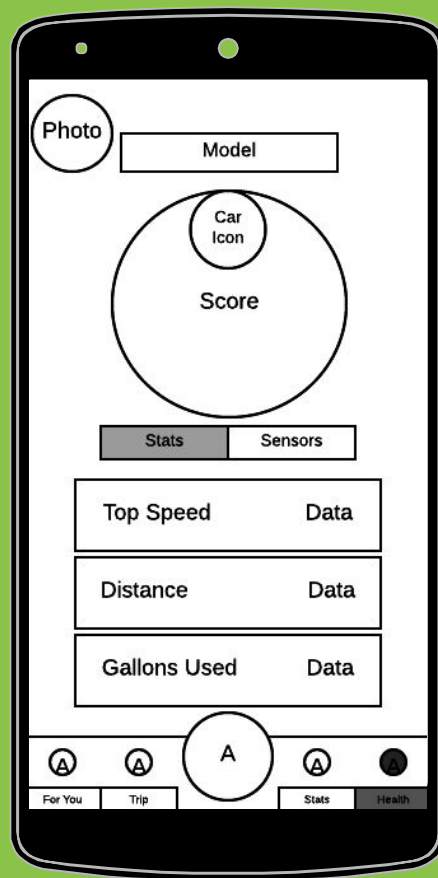 Photo
Model
Car
Icon
Score
Stats Sensors
Top Speed Data
Distance Data
Gallons Used Data
A A A A A
For You Trip Stats Health